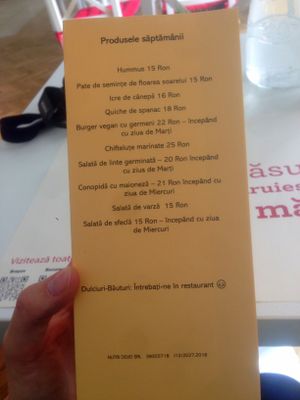 Produsele săptămânii
Hummus 15 Ron
Pate de semințe de floarea soarelui 15 Ron
Icre de cânepă 16 Ron
Quiche de spanac 18 Ron
Burger vegan cu germeni 22 Ron – începând
cu ziua de Marți
Chifteluțe marinate 25 Ron
Salată de linte germinată – 20 Ron începând
cu ziua de Marți
Conopidă cu maioneză – 21 Ron începând cu
ziua de Miercuri
Salată de varză 15 Ron
Salată de sfeclă 15 Ron – începând cu ziua
de Miercuri
Dulciuri-Băuturi: Întrebați-ne în restaurant ☺
Vizitează toat